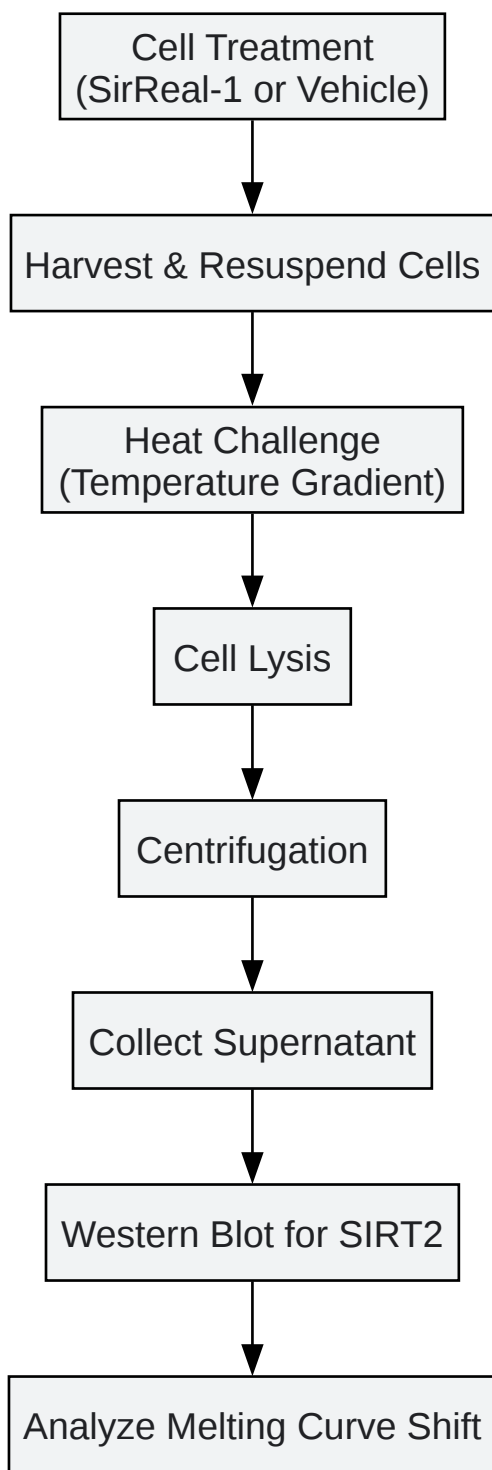 Cell Treatment
(SirReal-1 or Vehicle)
Harvest & Resuspend Cells
Heat Challenge
(Temperature Gradient)
Cell Lysis
Centrifugation
Collect Supernatant
Western Blot for SIRT2
Analyze Melting Curve Shift